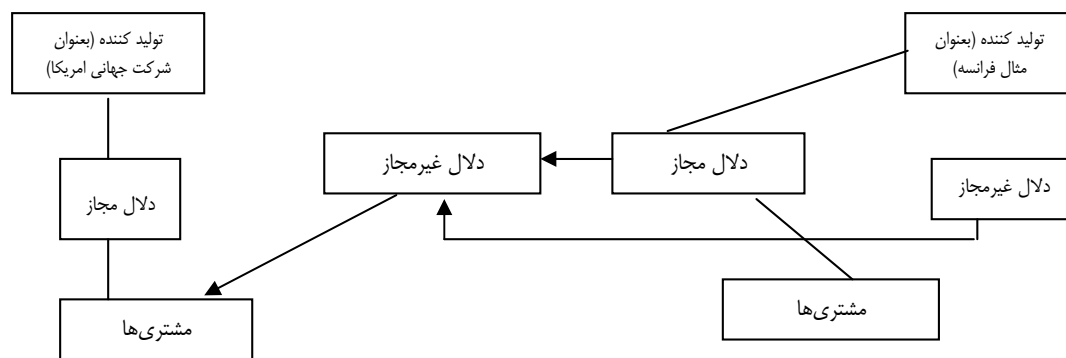 تولید کننده (بعنوان
مثال فرانسه)
تولید کننده (بعنوان
شرکت جهانی امریکا)
دلال غیرمجاز
دلال مجاز
دلال غیرمجاز
دلال مجاز
مشتری‌ها
مشتری‌ها